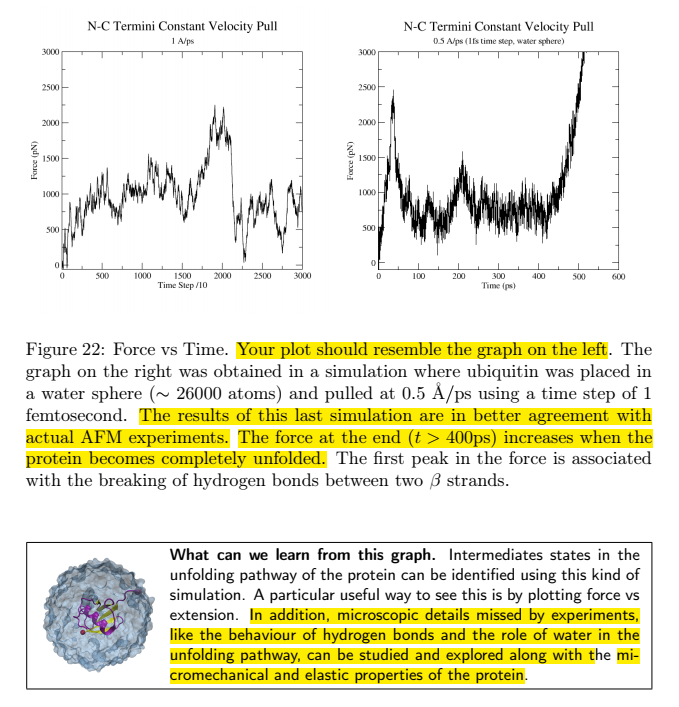 N-C Termini Constant Velocity Pull
1 A/ps
3000
2500
2000
1500
1000
500
0
Force (pN)
0 500 1000 1500 2000 2500 3000
Time Step /10
N-C Termini Constant Velocity Pull
0.5 A/ps (1fs time step, water sphere)
3000
2500
2000
1500
1000
500
0
Force (pN)
0 100 200 300 400 500 600
Time (ps)
Figure 22: Force vs Time. Your plot should resemble the graph on the left. The
graph on the right was obtained in a simulation where ubiquitin was placed in
a water sphere (∼ 26000 atoms) and pulled at 0.5 Å/ps using a time step of 1
femtosecond. The results of this last simulation are in better agreement with
actual AFM experiments. The force at the end (t > 400ps) increases when the
protein becomes completely unfolded. The first peak in the force is associated
with the breaking of hydrogen bonds between two β strands.
What can we learn from this graph. Intermediates states in the
unfolding pathway of the protein can be identified using this kind of
simulation. A particular useful way to see this is by plotting force vs
extension. In addition, microscopic details missed by experiments,
like the behaviour of hydrogen bonds and the role of water in the
unfolding pathway, can be studied and explored along with the mi-
cromechanical and elastic properties of the protein.